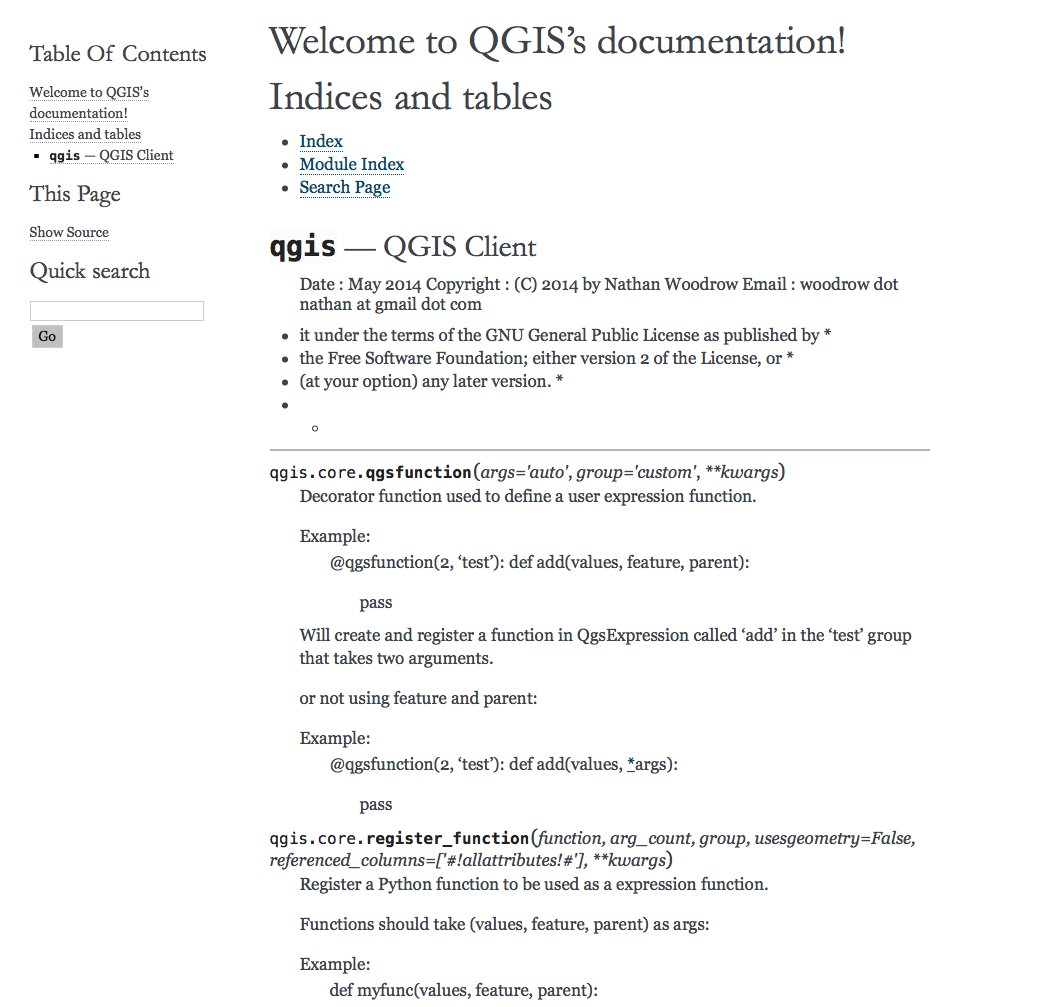 Table Of Contents
Welcome to QGIS’s
documentation!
Indices and tables
▪ qgis — QGIS Client
This Page
Show Source
Quick search
Go
Welcome to QGIS’s documentation!
Indices and tables
• Index
• Module Index
• Search Page
qgis — QGIS Client
Date : May 2014 Copyright : (C) 2014 by Nathan Woodrow Email : woodrow dot
nathan at gmail dot com
• it under the terms of the GNU General Public License as published by *
• the Free Software Foundation; either version 2 of the License, or *
• (at your option) any later version. *
qgis.core.qgsfunction(args='auto', group='custom', **kwargs)
Decorator function used to define a user expression function.
Example:
@qgsfunction(2, ‘test’): def add(values, feature, parent):
pass
Will create and register a function in QgsExpression called ‘add’ in the ‘test’ group
that takes two arguments.
or not using feature and parent:
Example:
@qgsfunction(2, ‘test’): def add(values, *args):
pass
qgis.core.register_function(function, arg_count, group, usesgeometry=False,
referenced_columns=['#!allattributes!#'], **kwargs)
Register a Python function to be used as a expression function.
Functions should take (values, feature, parent) as args:
Example:
def myfunc(values, feature, parent):